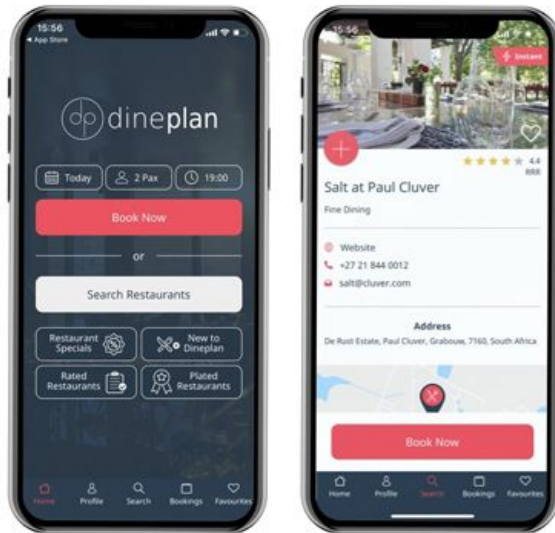 15:56
App Store
dp dineplan
Today
2 Pax
19:00
Book Now
or
Search Restaurants
Restaurant
Specials
New to
Dineplan
Rated
Restaurants
Plated
Restaurants
Home
Profile
Search
Bookings
Favourites
15:56
Instant
4.4
RRR
Salt at Paul Cluver
Fine Dining
Website
+27 21 844 0012
salt@cluver.com
Address
De Rust Estate, Paul Cluver, Grabouw, 7160, South Africa
Book Now
Home
Profile
Search
Bookings
Favourites